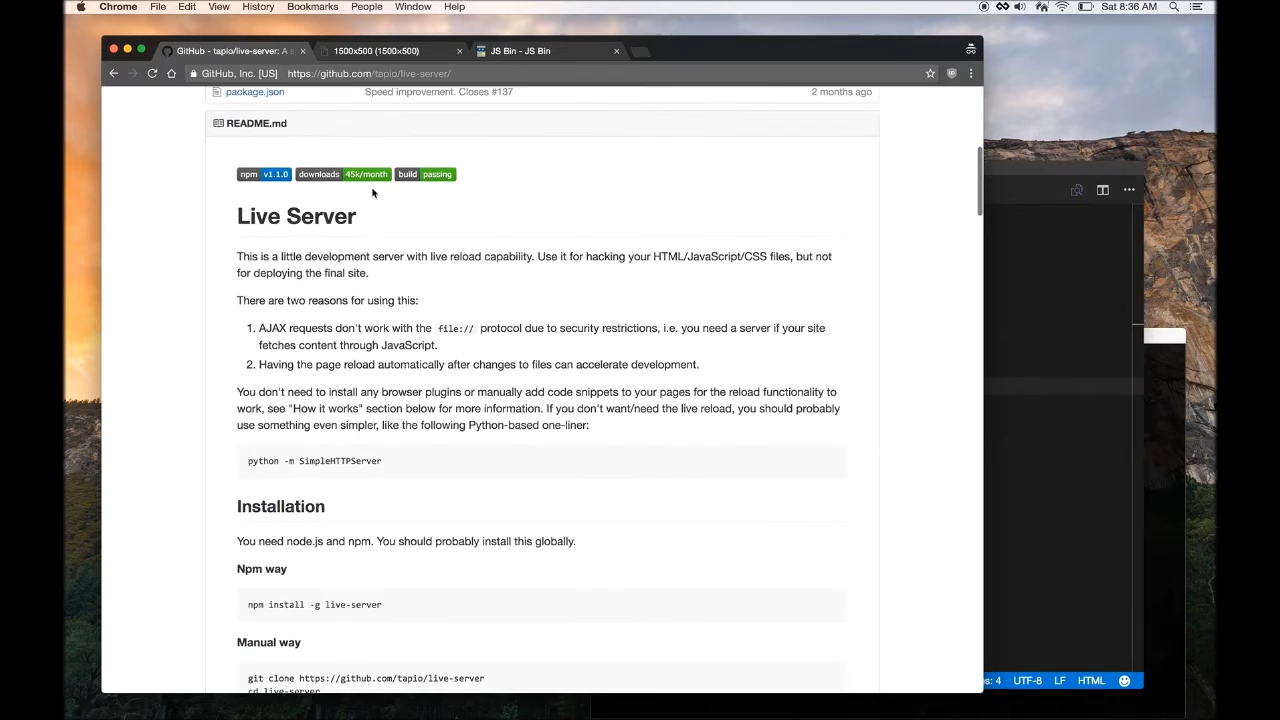 Chrome File Edit View History Bookmarks People Window Help Sat 8:36 AM
GitHub - tapio/live-server: A s 1500x500 (1500×500) JS Bin - JS Bin
GitHub, Inc. [US] https://github.com/tapio/live-server/
package.json Speed improvement. Closes #137 2 months ago
README.md
npm v1.1.0 downloads 45k/month build passing
Live Server
This is a little development server with live reload capability. Use it for hacking your HTML/JavaScript/CSS files, but not
for deploying the final site.
There are two reasons for using this:
1. AJAX requests don't work with the file:// protocol due to security restrictions, i.e. you need a server if your site
fetches content through JavaScript.
2. Having the page reload automatically after changes to files can accelerate development.
You don't need to install any browser plugins or manually add code snippets to your pages for the reload functionality to
work, see "How it works" section below for more information. If you don't want/need the live reload, you should probably
use something even simpler, like the following Python-based one-liner:
python -m SimpleHTTPServer
Installation
You need node.js and npm. You should probably install this globally.
Npm way
npm install -g live-server
Manual way
git clone https://github.com/tapio/live-server
cd live-server
es: 4 UTF-8 LF HTML